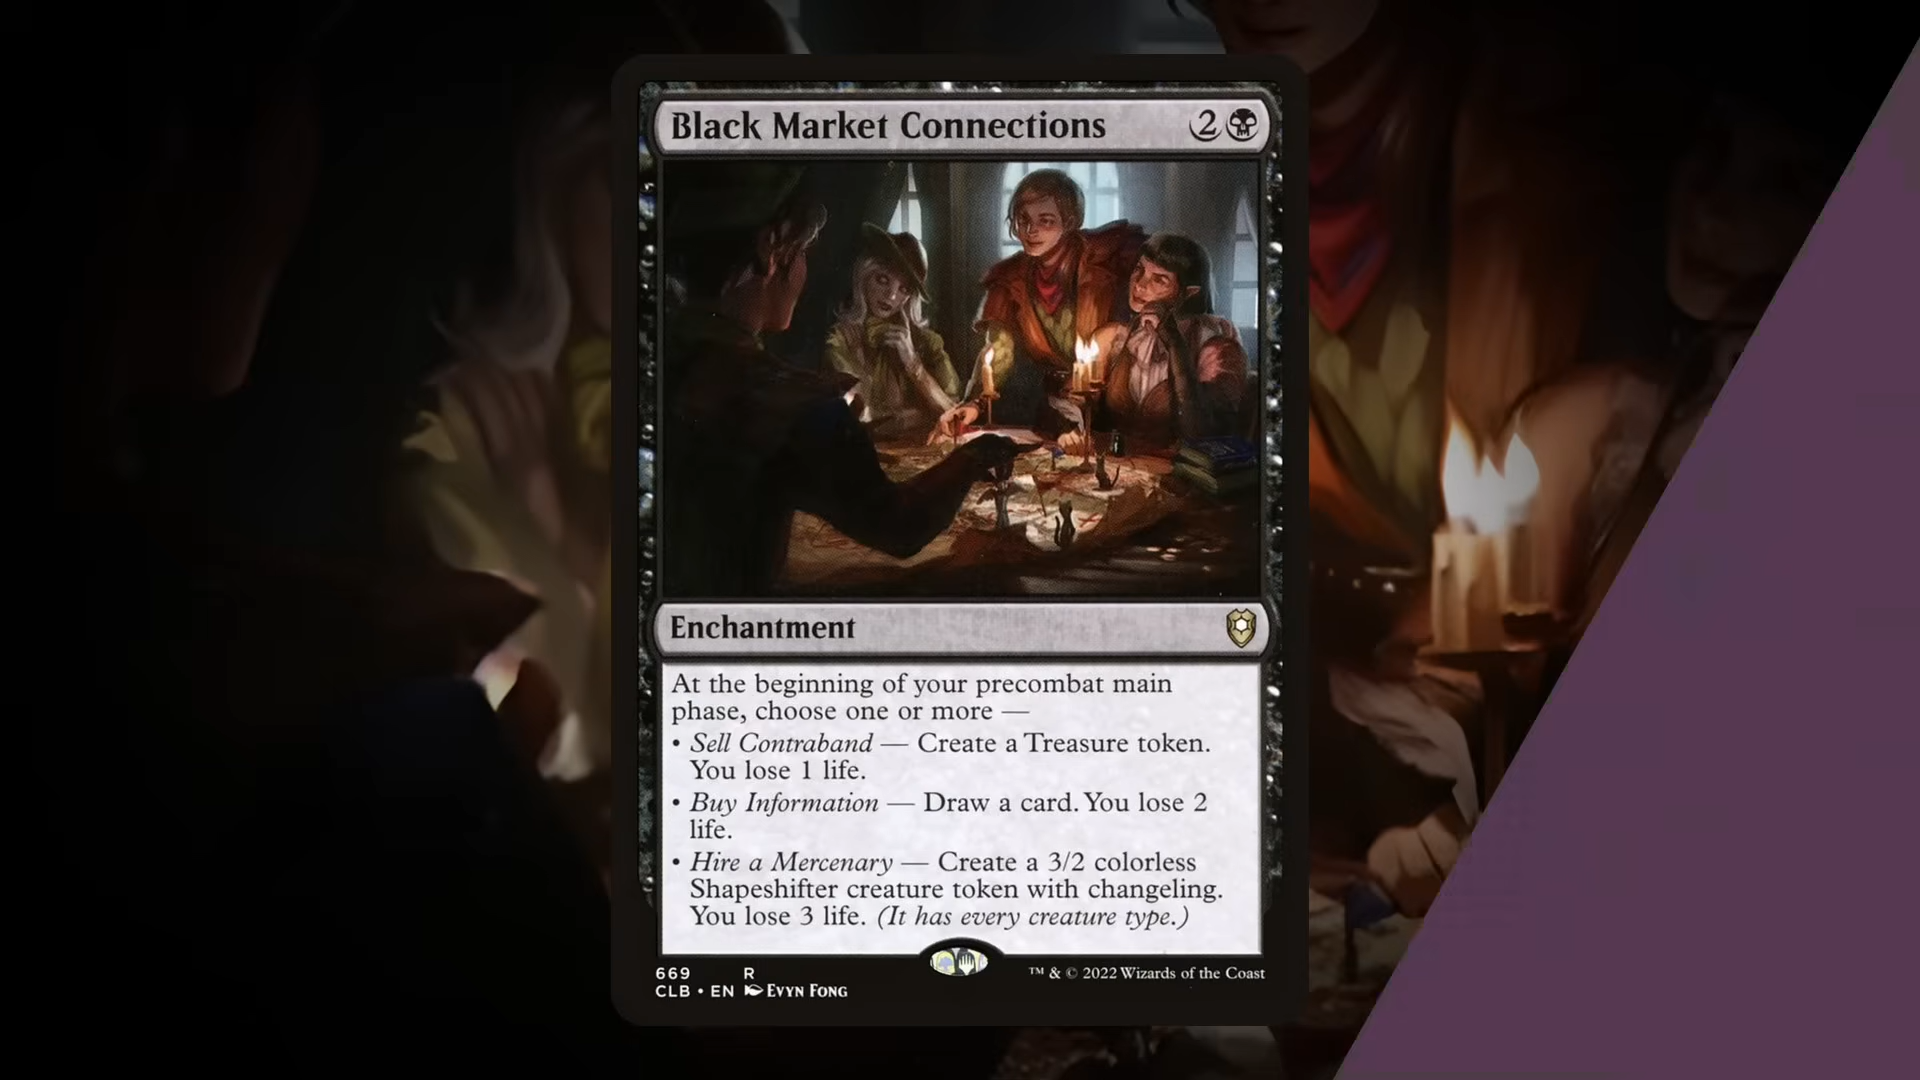 Black Market Connections 2
Enchantment
At the beginning of your precombat main
phase, choose one or more —
• Sell Contraband — Create a Treasure token.
You lose 1 life.
• Buy Information — Draw a card. You lose 2
life.
• Hire a Mercenary — Create a 3/2 colorless
Shapeshifter creature token with changeling.
You lose 3 life. (It has every creature type.)
669 R
CLB • EN Evyn Fong
™ & © 2022 Wizards of the Coast